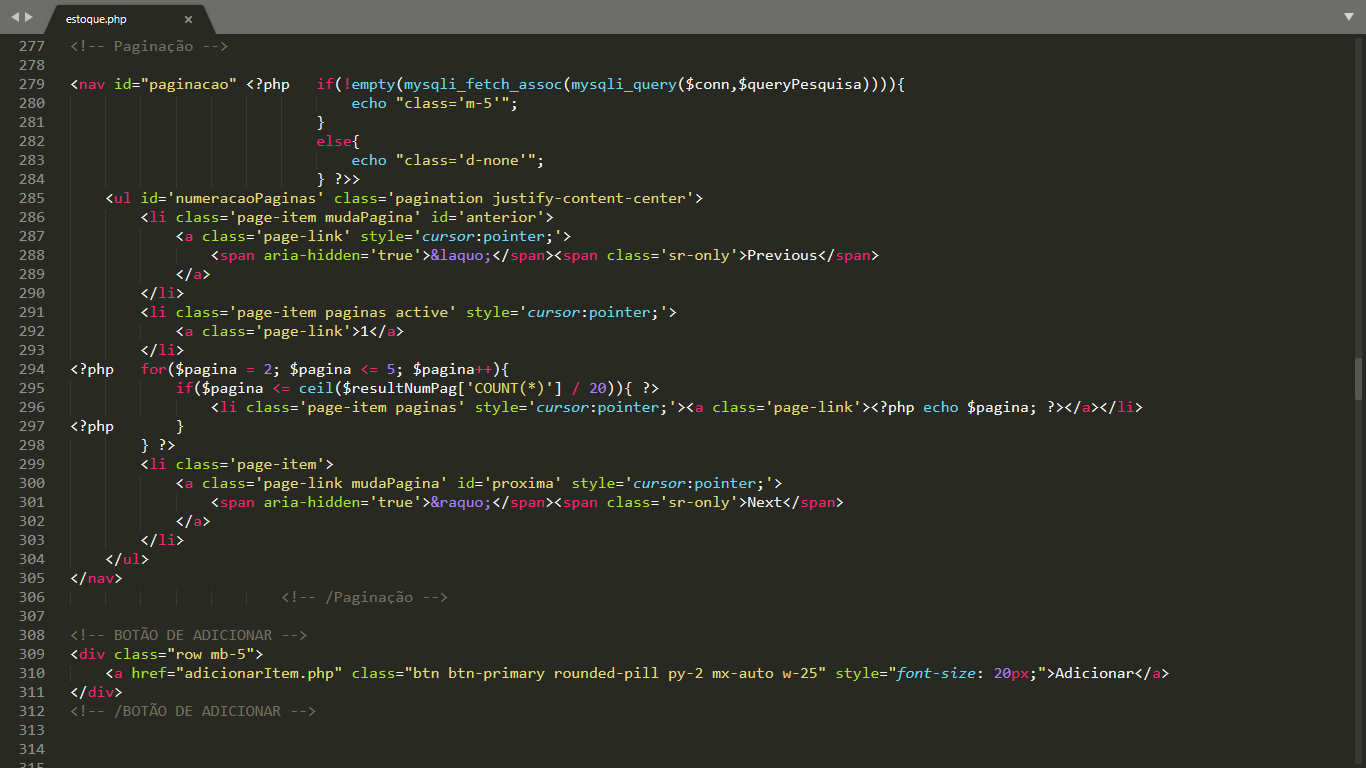 estoque.php
277 <!-- Paginação -->
278
279 <nav id="paginacao" <?php if(!empty(mysqli_fetch_assoc(mysqli_query($conn,$queryPesquisa)))){
280 echo "class='m-5'";
281 }
282 else{
283 echo "class='d-none'";
284 } ?>>
285 <ul id='numeracaoPaginas' class='pagination justify-content-center'>
286 <li class='page-item mudaPagina' id='anterior'>
287 <a class='page-link' style='cursor:pointer;'>
288 <span aria-hidden='true'>&laquo;</span><span class='sr-only'>Previous</span>
289 </a>
290 </li>
291 <li class='page-item paginas active' style='cursor:pointer;'>
292 <a class='page-link'>1</a>
293 </li>
294 <?php for($pagina = 2; $pagina <= 5; $pagina++){
295 if($pagina <= ceil($resultNumPag['COUNT(*)'] / 20)){ ?>
296 <li class='page-item paginas' style='cursor:pointer;'><a class='page-link'><?php echo $pagina; ?></a></li>
297 <?php }
298 } ?>
299 <li class='page-item'>
300 <a class='page-link mudaPagina' id='proxima' style='cursor:pointer;'>
301 <span aria-hidden='true'>&raquo;</span><span class='sr-only'>Next</span>
302 </a>
303 </li>
304 </ul>
305 </nav>
306 <!-- /Paginação -->
307
308 <!-- BOTÃO DE ADICIONAR -->
309 <div class="row mb-5">
310 <a href="adicionarItem.php" class="btn btn-primary rounded-pill py-2 mx-auto w-25" style="font-size: 20px;">Adicionar</a>
311 </div>
312 <!-- /BOTÃO DE ADICIONAR -->
313
314
315